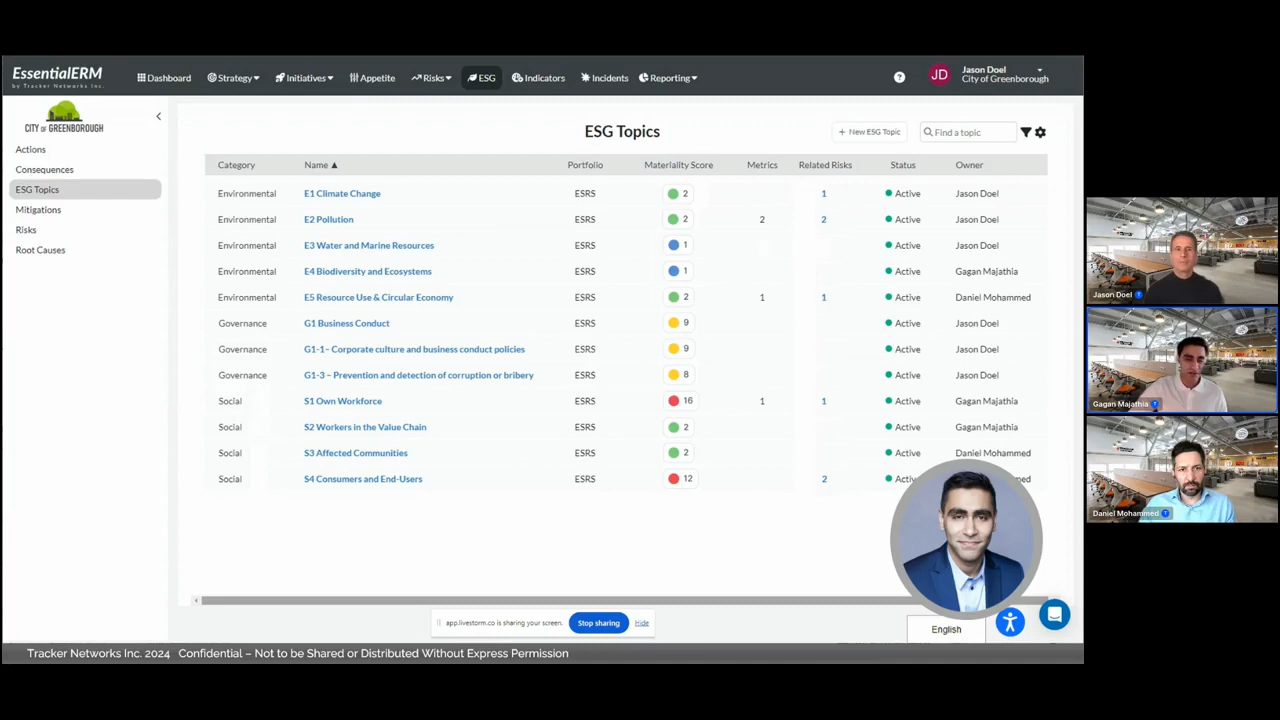 EssentialERM
by Tracker Networks Inc.
Dashboard Strategy Initiatives Appetite Risks ESG Indicators Incidents Reporting
? JD Jason Doel
City of Greenborough
CITY OF GREENBOROUGH
Actions
Consequences
ESG Topics
Mitigations
Risks
Root Causes
ESG Topics
+ New ESG Topic
Find a topic
Category Name ▲ Portfolio Materiality Score Metrics Related Risks Status Owner
Environmental E1 Climate Change ESRS 2 1 Active Jason Doel
Environmental E2 Pollution ESRS 2 2 2 Active Jason Doel
Environmental E3 Water and Marine Resources ESRS 1 Active Jason Doel
Environmental E4 Biodiversity and Ecosystems ESRS 1 Active Gagan Majathia
Environmental E5 Resource Use & Circular Economy ESRS 2 1 1 Active Daniel Mohammed
Governance G1 Business Conduct ESRS 9 Active Jason Doel
Governance G1-1– Corporate culture and business conduct policies ESRS 9 Active Jason Doel
Governance G1-3 – Prevention and detection of corruption or bribery ESRS 8 Active Jason Doel
Social S1 Own Workforce ESRS 16 1 1 Active Gagan Majathia
Social S2 Workers in the Value Chain ESRS 2 Active Gagan Majathia
Social S3 Affected Communities ESRS 2 Active Daniel Mohammed
Social S4 Consumers and End-Users ESRS 12 2
app.livestorm.co is sharing your screen.
Stop sharing
Hide
English
Tracker Networks Inc. 2024 Confidential – Not to be Shared or Distributed Without Express Permission
Jason Doel
Gagan Majathia
Daniel Mohammed